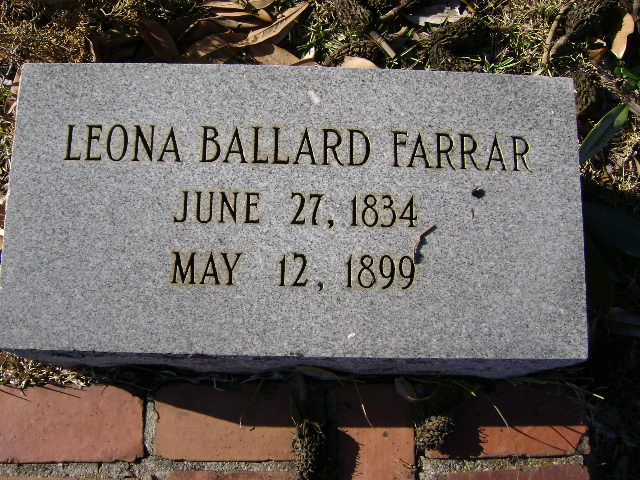 LEONA BALLARD FARRAR
JUNE 27, 1834
MAY 12, 1899